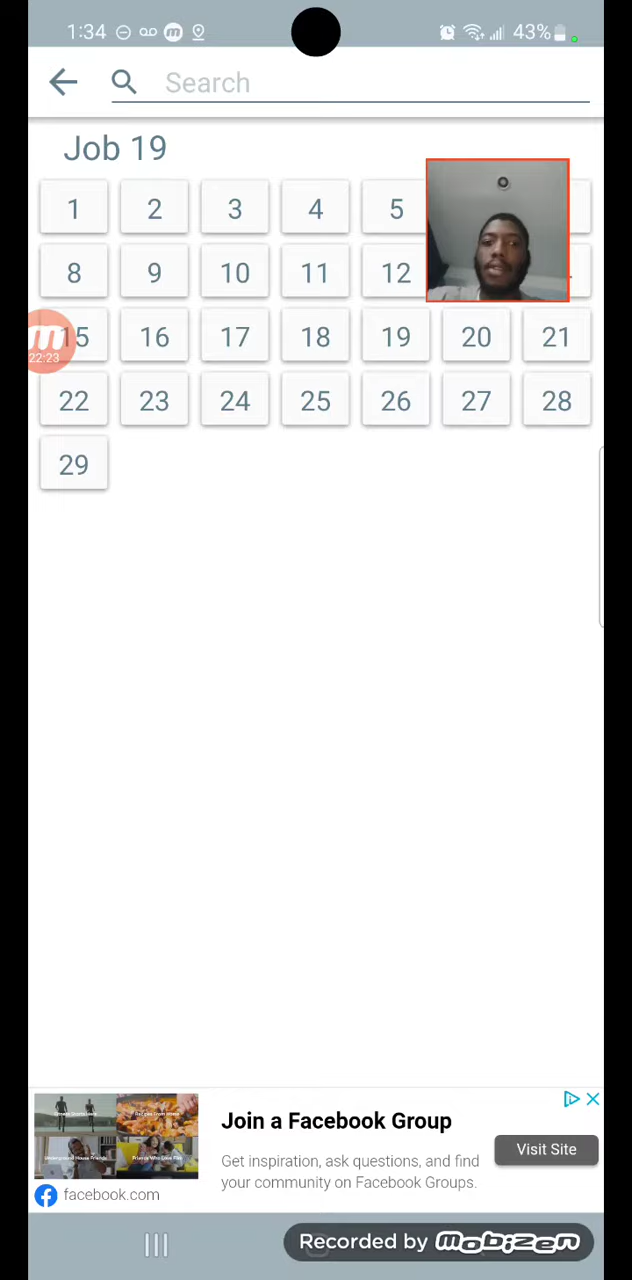 1:34 43%
Search
Job 19
1 2 3 4 5
8 9 10 11 12
15 16 17 18 19 20 21
22:23
22 23 24 25 26 27 28
29
Join a Facebook Group
Get inspiration, ask questions, and find
your community on Facebook Groups.
Visit Site
facebook.com
Recorded by mobizen